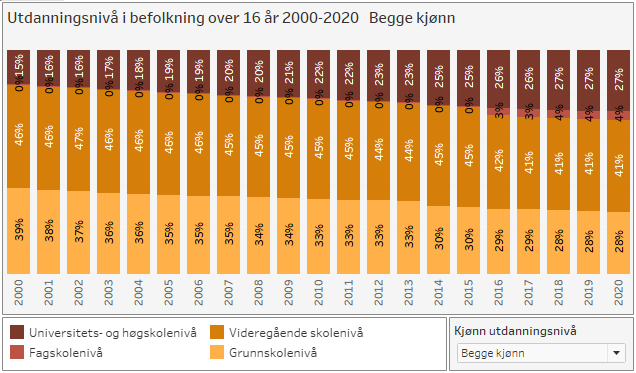 Utdanningsnivå i befolkning over 16 år 2000-2020 Begge kjønn
15% 16% 16% 17% 18% 19% 19% 20% 20% 21% 22% 22% 23% 23% 25% 25% 26% 26% 27% 27% 27%
0% 0% 0% 0% 0% 0% 0% 0% 0% 0% 0% 0% 0% 0% 0% 0% 3% 3% 4% 4% 4%
46% 46% 47% 46% 46% 46% 46% 45% 45% 45% 45% 45% 44% 44% 45% 45% 42% 41% 41% 41% 41%
39% 38% 37% 36% 36% 35% 35% 35% 34% 34% 33% 33% 33% 33% 30% 30% 29% 29% 28% 28% 28%
2000 2001 2002 2003 2004 2005 2006 2007 2008 2009 2010 2011 2012 2013 2014 2015 2016 2017 2018 2019 2020
Universitets- og høgskolenivå Videregående skolenivå
Fagskolenivå Grunnskolenivå
Kjønn utdanningsnivå
Begge kjønn